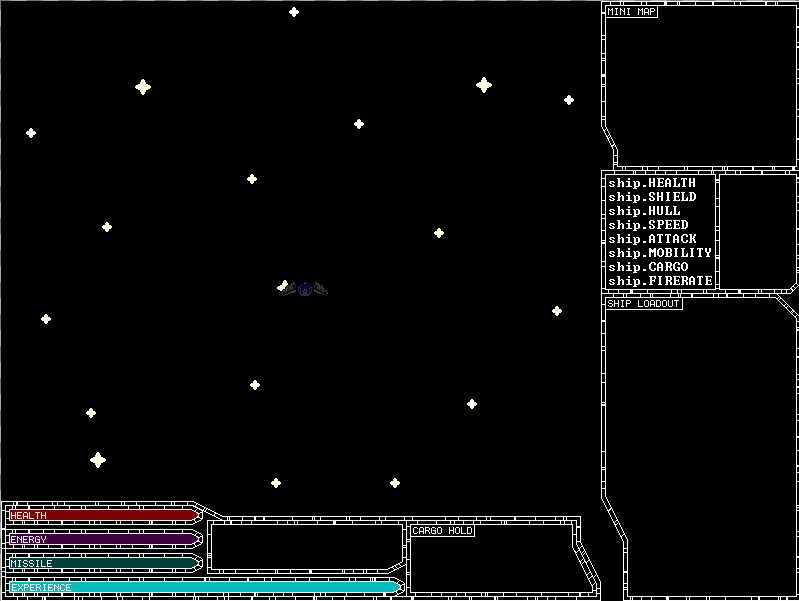 MINI MAP
ship.HEALTH
ship.SHIELD
ship.HULL
ship.SPEED
ship.ATTACK
ship.MOBILITY
ship.CARGO
ship.FIRERATE
SHIP LOADOUT
HEALTH
ENERGY
MISSILE
EXPERIENCE
CARGO HOLD